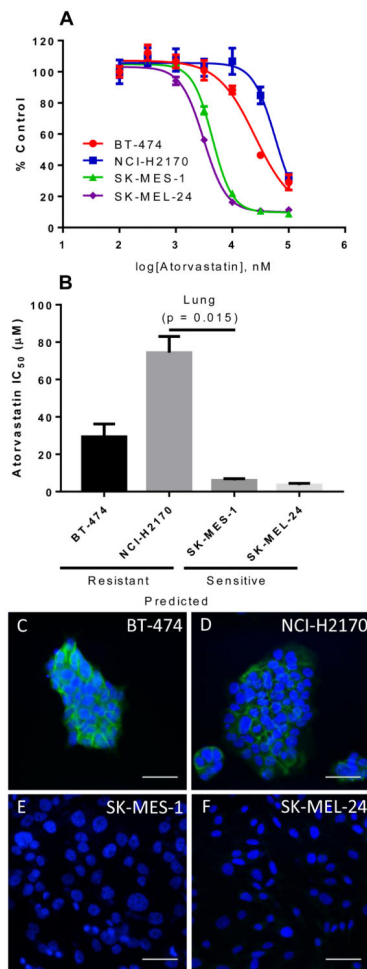 A
120
100
80
60
40
20
0
% Control
BT-474
NCI-H2170
SK-MES-1
SK-MEL-24
1 2 3 4 5 6
log[Atorvastatin], nM
B
Lung
(p = 0.015)
100
80
60
40
20
0
Atorvastatin IC50 (μM)
BT-474
NCI-H2170
SK-MES-1
SK-MEL-24
Resistant Sensitive
Predicted
C BT-474
D NCI-H2170
E SK-MES-1
F SK-MEL-24